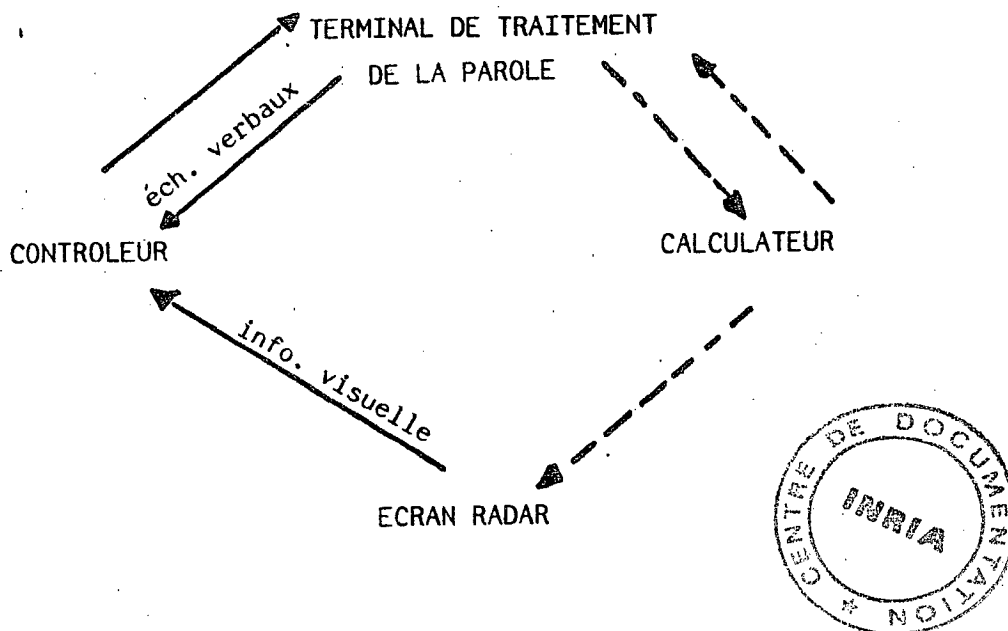 TERMINAL DE TRAITEMENT
DE LA PAROLE
éch. verbaux
CONTROLEUR
CALCULATEUR
info. visuelle
ECRAN RADAR
CENTRE DE DOCUMENTATION *
INRIA